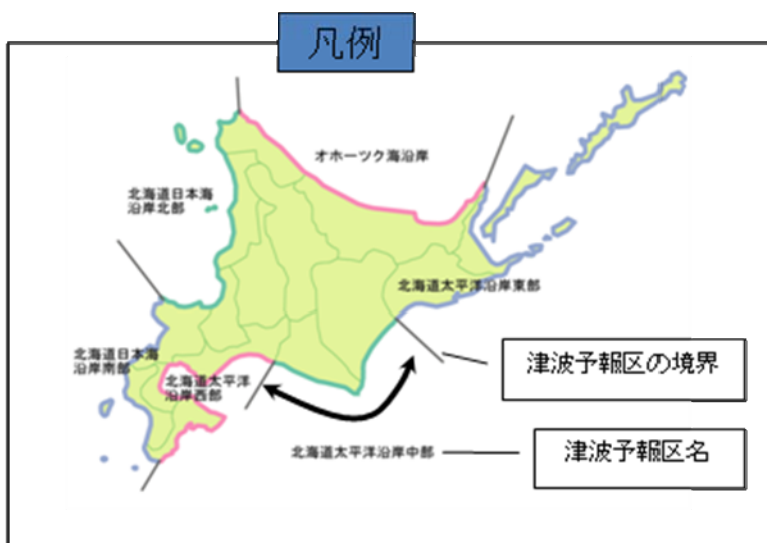 凡例
オホーツク海沿岸
北海道日本海
沿岸北部
北海道太平洋沿岸東部
北海道日本海
沿岸南部
津波予報区の境界
北海道太平洋
沿岸西部
北海道太平洋沿岸中部
津波予報区名